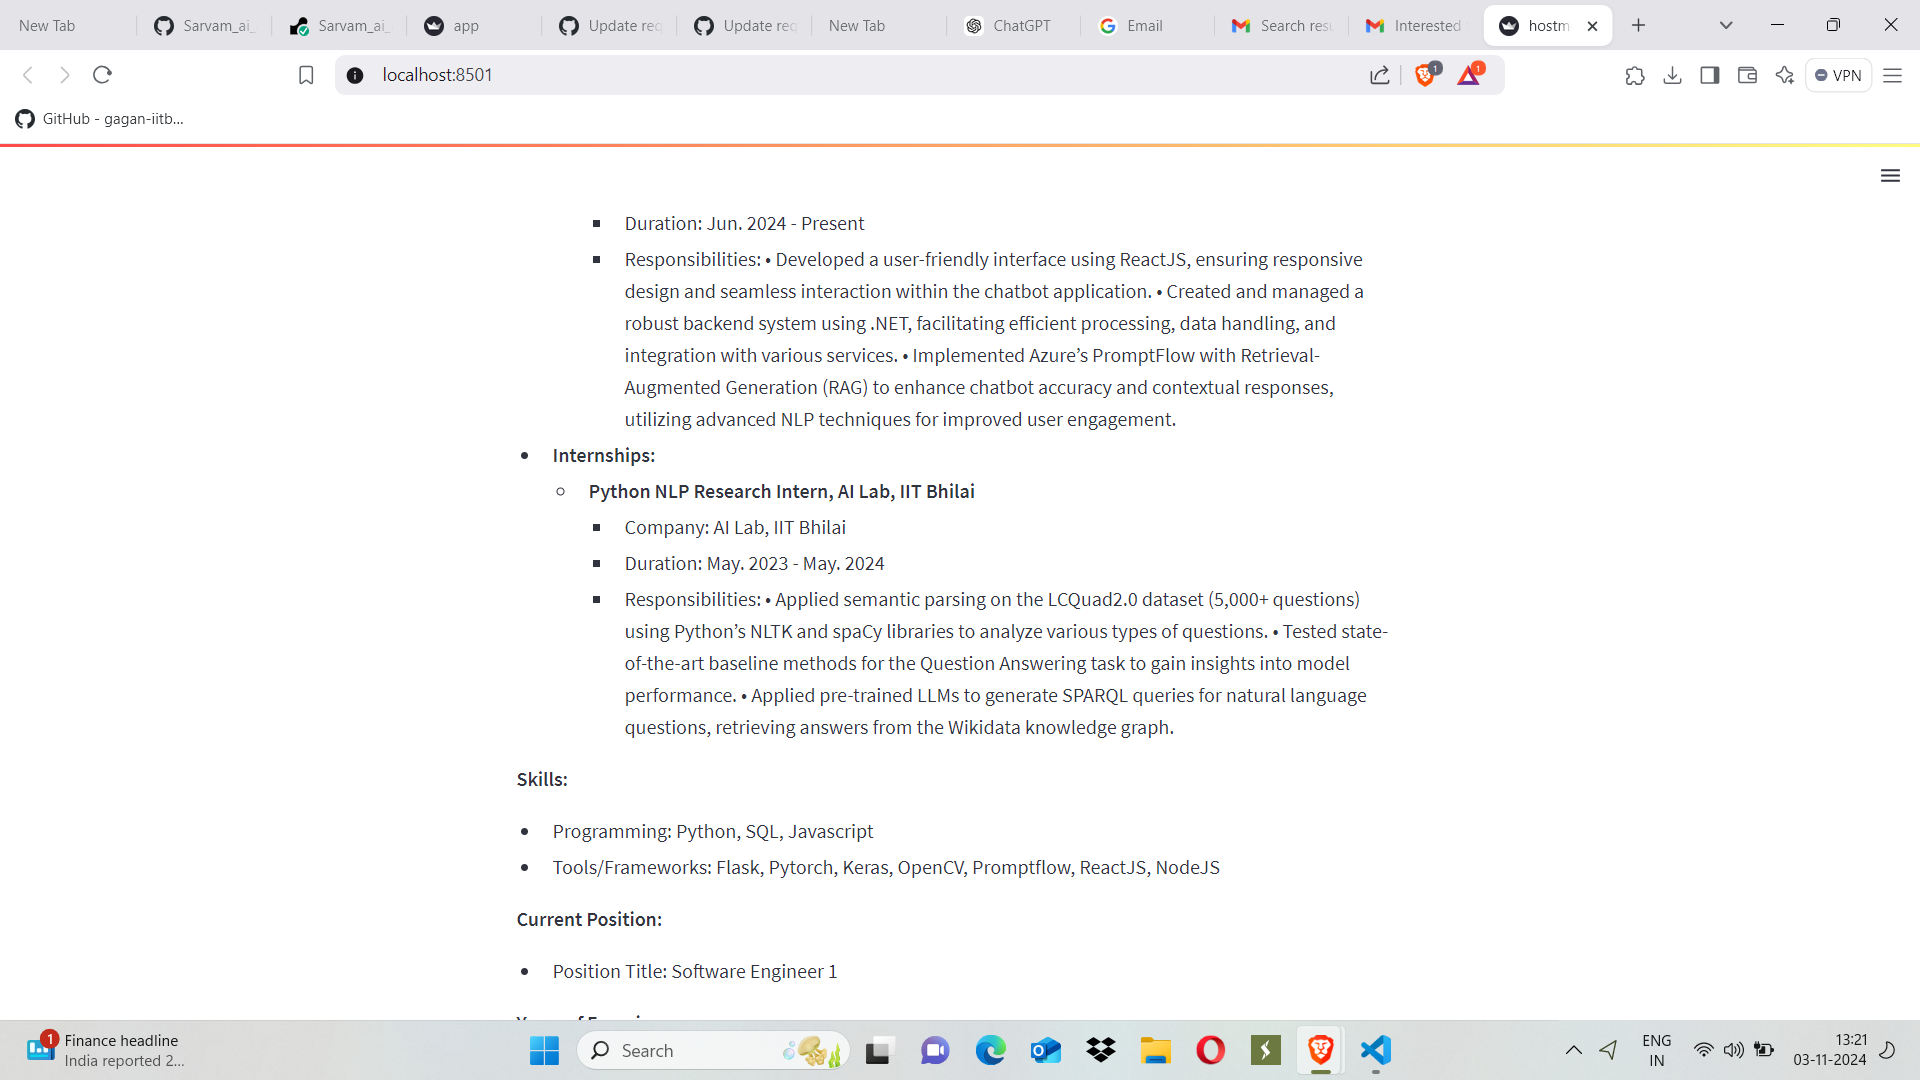 New Tab
Sarvam_ai_
Sarvam_ai_
app
Update req
Update req
New Tab
ChatGPT
Email
Search resu
Interested
hostm
localhost:8501
1
1
VPN
GitHub - gagan-iitb...
▪ Duration: Jun. 2024 - Present
▪ Responsibilities: • Developed a user-friendly interface using ReactJS, ensuring responsive
design and seamless interaction within the chatbot application. • Created and managed a
robust backend system using .NET, facilitating efficient processing, data handling, and
integration with various services. • Implemented Azure’s PromptFlow with Retrieval-
Augmented Generation (RAG) to enhance chatbot accuracy and contextual responses,
utilizing advanced NLP techniques for improved user engagement.
• Internships:
○ Python NLP Research Intern, AI Lab, IIT Bhilai
▪ Company: AI Lab, IIT Bhilai
▪ Duration: May. 2023 - May. 2024
▪ Responsibilities: • Applied semantic parsing on the LCQuad2.0 dataset (5,000+ questions)
using Python’s NLTK and spaCy libraries to analyze various types of questions. • Tested state-
of-the-art baseline methods for the Question Answering task to gain insights into model
performance. • Applied pre-trained LLMs to generate SPARQL queries for natural language
questions, retrieving answers from the Wikidata knowledge graph.
Skills:
• Programming: Python, SQL, Javascript
• Tools/Frameworks: Flask, Pytorch, Keras, OpenCV, Promptflow, ReactJS, NodeJS
Current Position:
• Position Title: Software Engineer 1
1
Finance headline
India reported 2...
Search
ENG
IN
13:21
03-11-2024